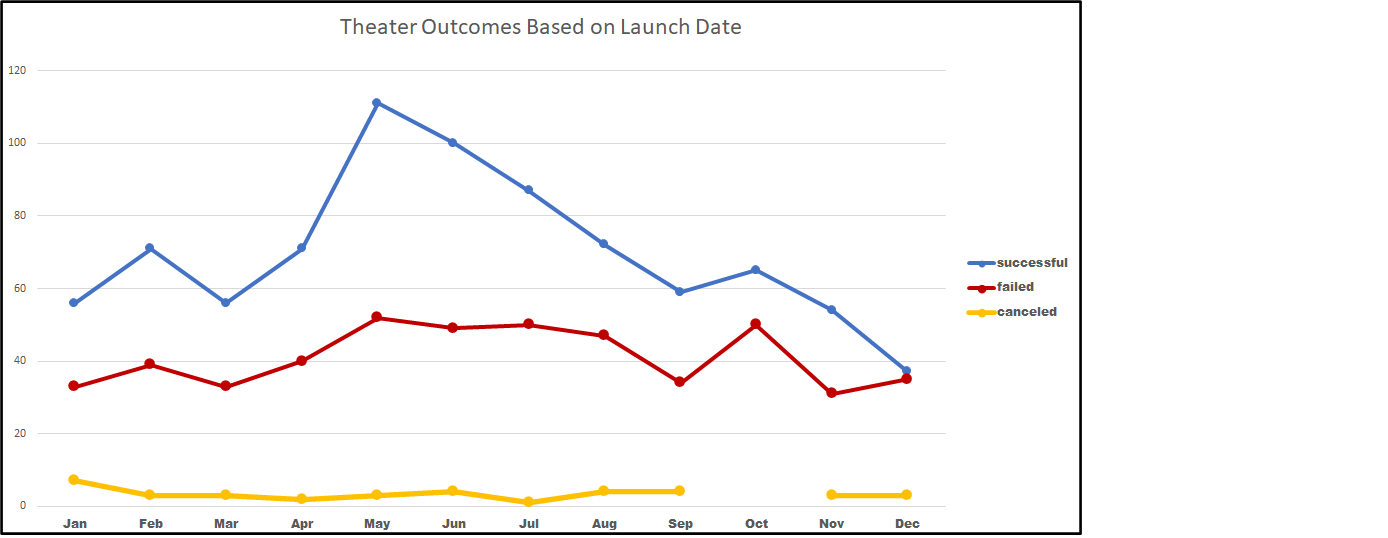 Theater Outcomes Based on Launch Date
120
100
80
60
40
20
0
Jan Feb Mar Apr May Jun Jul Aug Sep Oct Nov Dec
successful
failed
canceled